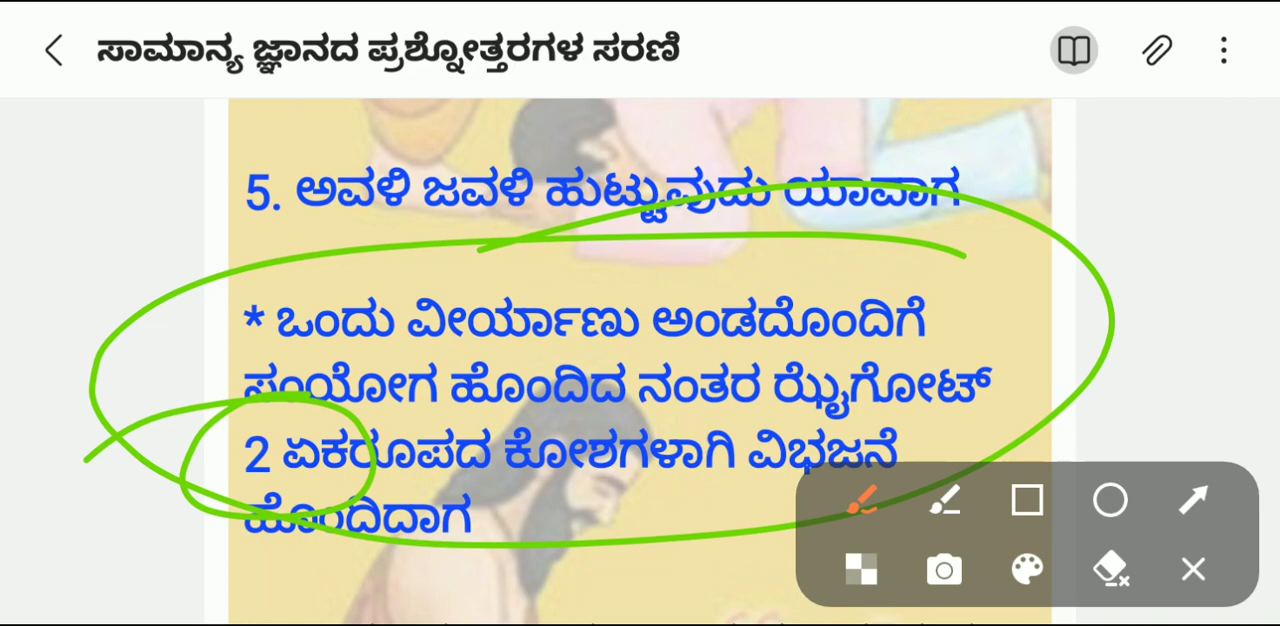 ಸಾಮಾನ್ಯ ಜ್ಞಾನದ ಪ್ರಶ್ನೋತ್ತರಗಳ ಸರಣಿ
5. ಅವಳಿ ಜವಳಿ ಹುಟ್ಟುವುದು ಯಾವಾಗ
* ಒಂದು ವೀರ್ಯಾಣು ಅಂಡದೊಂದಿಗೆ
ಸಂಯೋಗ ಹೊಂದಿದ ನಂತರ ಝೈಗೋಟ್
2 ಏಕರೂಪದ ಕೋಶಗಳಾಗಿ ವಿಭಜನೆ
ಹೊಂದಿದಾಗ